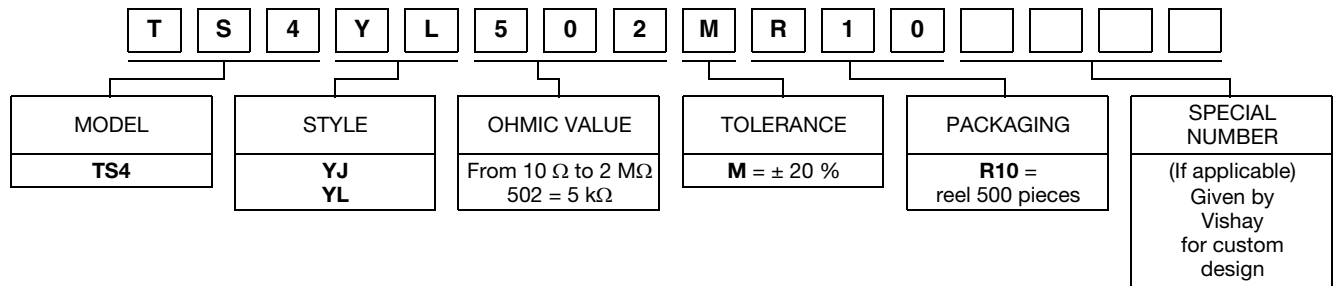 T S 4 Y L 5 0 2 M R 1 0
MODEL
TS4
STYLE
YJ
YL
OHMIC VALUE
From 10 Ω to 2 MΩ
502 = 5 kΩ
TOLERANCE
M = ± 20 %
PACKAGING
R10 =
reel 500 pieces
SPECIAL
NUMBER
(If applicable)
Given by
Vishay
for custom
design